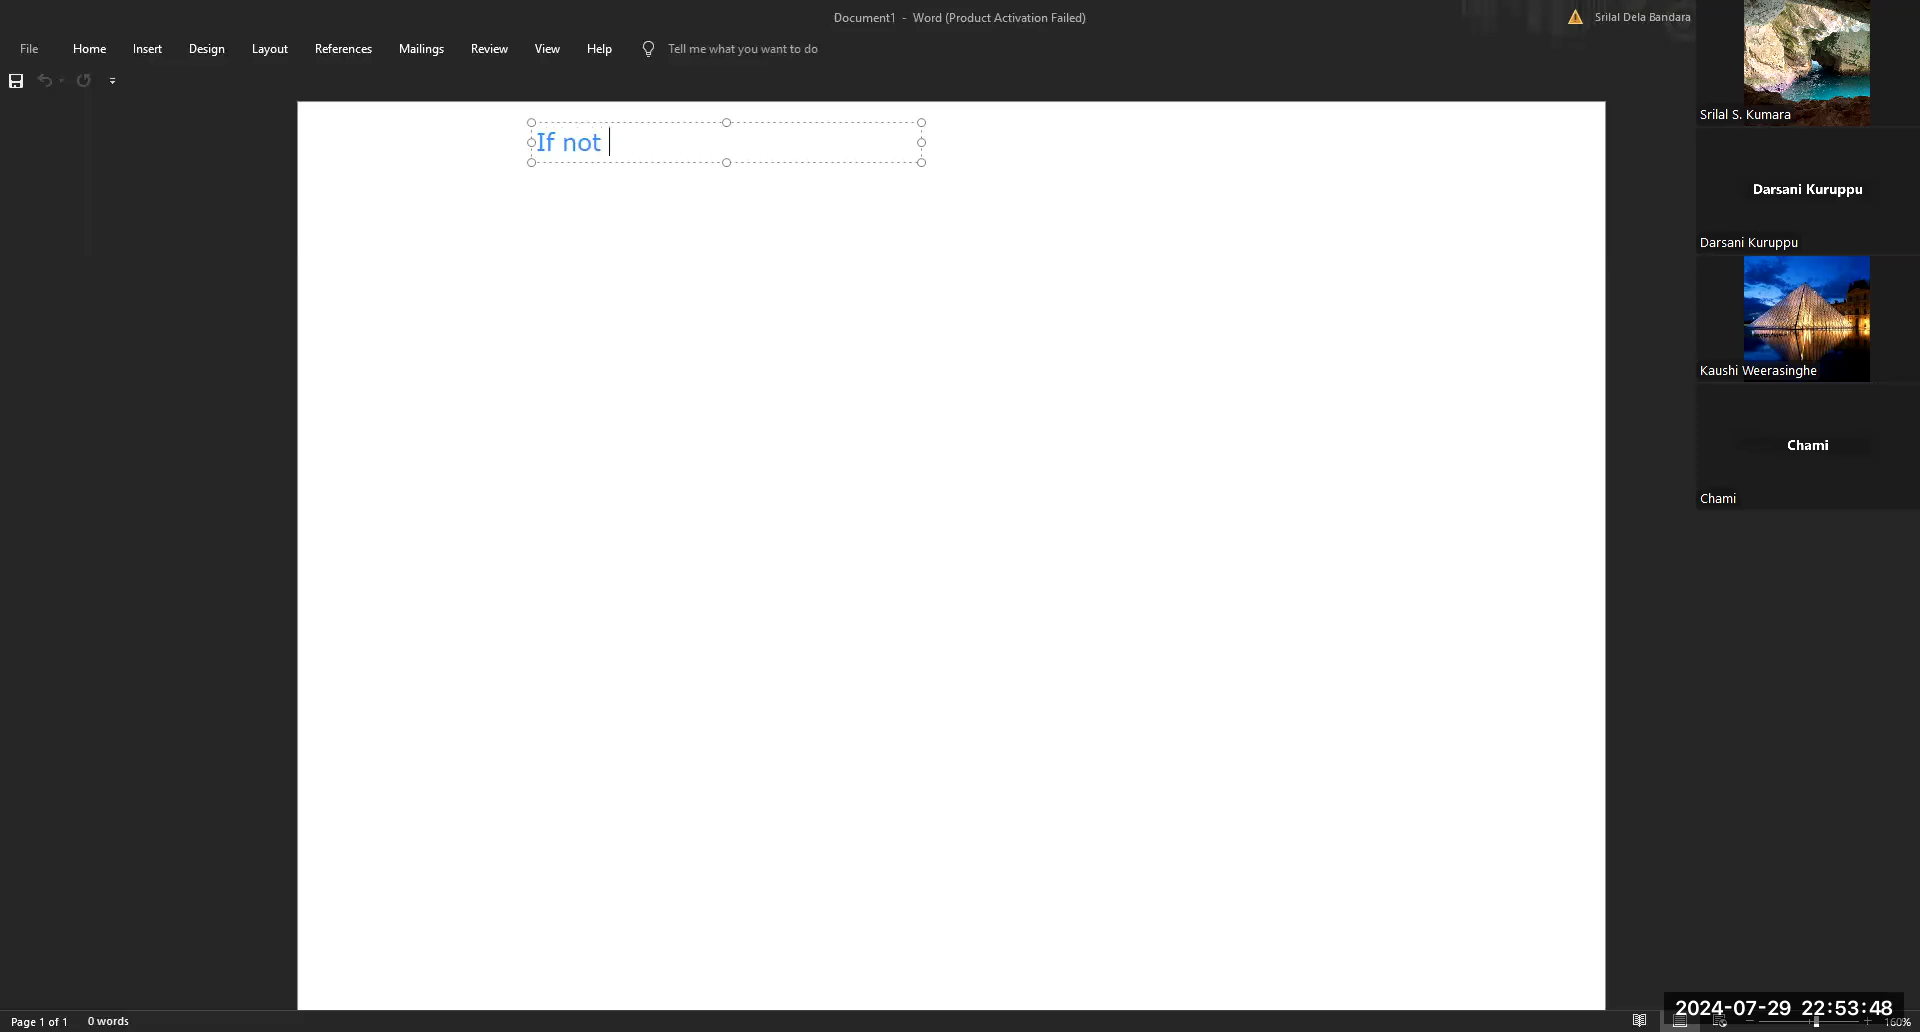 Document1 - Word (Product Activation Failed)
Srilal Dela Bandara
File Home Insert Design Layout References Mailings Review View Help Tell me what you want to do
If not
Srilal S. Kumara
Darsani Kuruppu
Darsani Kuruppu
Kaushi Weerasinghe
Chami
Chami
2024-07-29 22:53:48
Page 1 of 1 0 words
160%